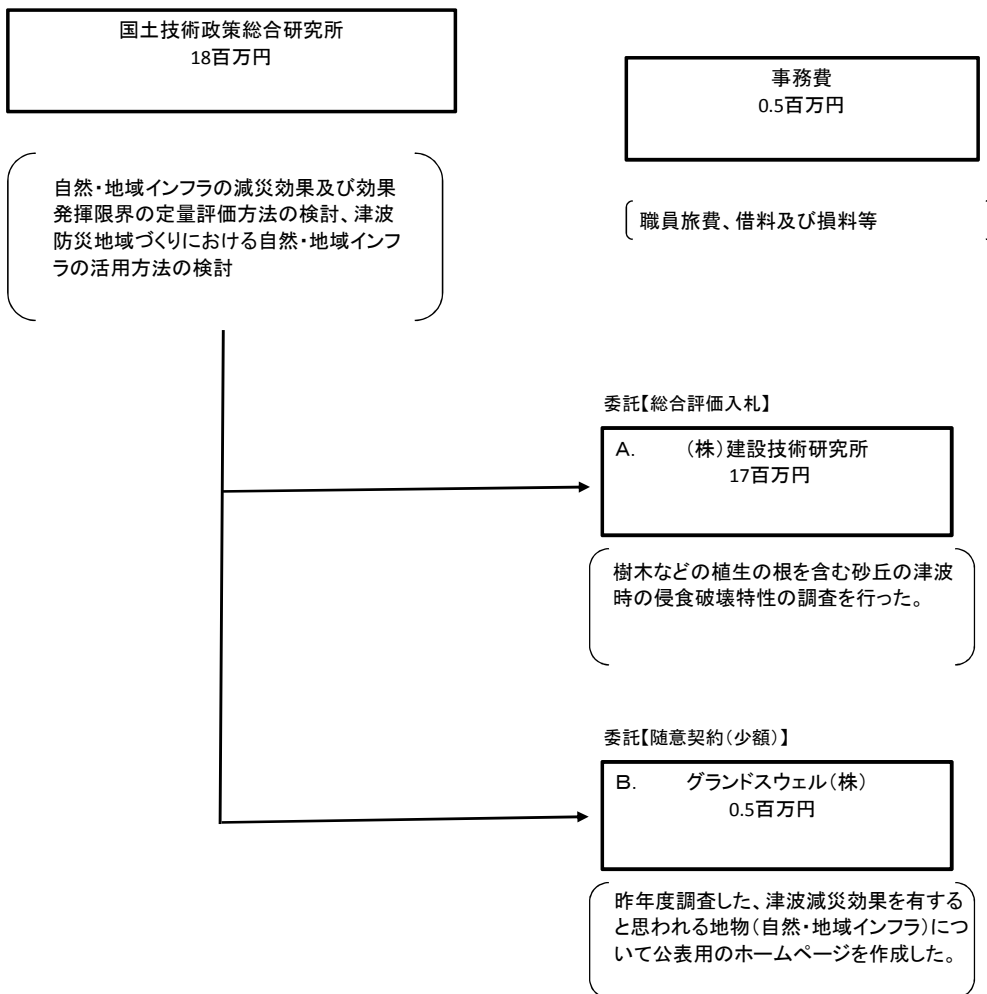 国土技術政策総合研究所
18百万円
事務費
0.5百万円
自然・地域インフラの減災効果及び効果
発揮限界の定量評価方法の検討、津波
防災地域づくりにおける自然・地域インフ
ラの活用方法の検討
職員旅費、借料及び損料等
委託【総合評価入札】
A. （株）建設技術研究所
17百万円
樹木などの植生の根を含む砂丘の津波
時の侵食破壊特性の調査を行った。
委託【随意契約（少額）】
B. グランドスウェル（株）
0.5百万円
昨年度調査した、津波減災効果を有する
と思われる地物（自然・地域インフラ）につ
いて公表用のホームページを作成した。